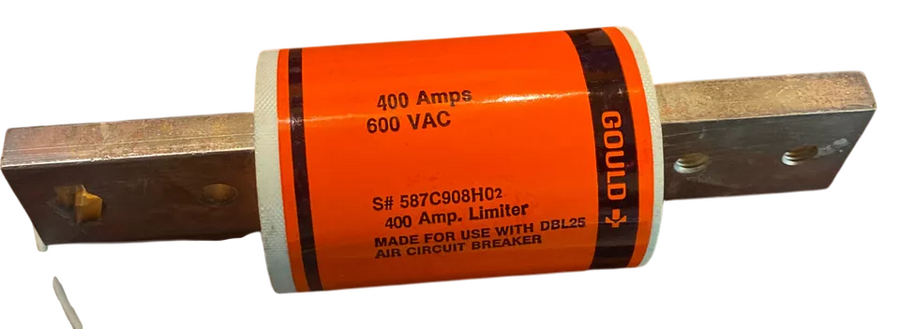 400 Amps
600 VAC
S# 587C908H02
400 Amp. Limiter
MADE FOR USE WITH DBL25
AIR CIRCUIT BREAKER
GOULD